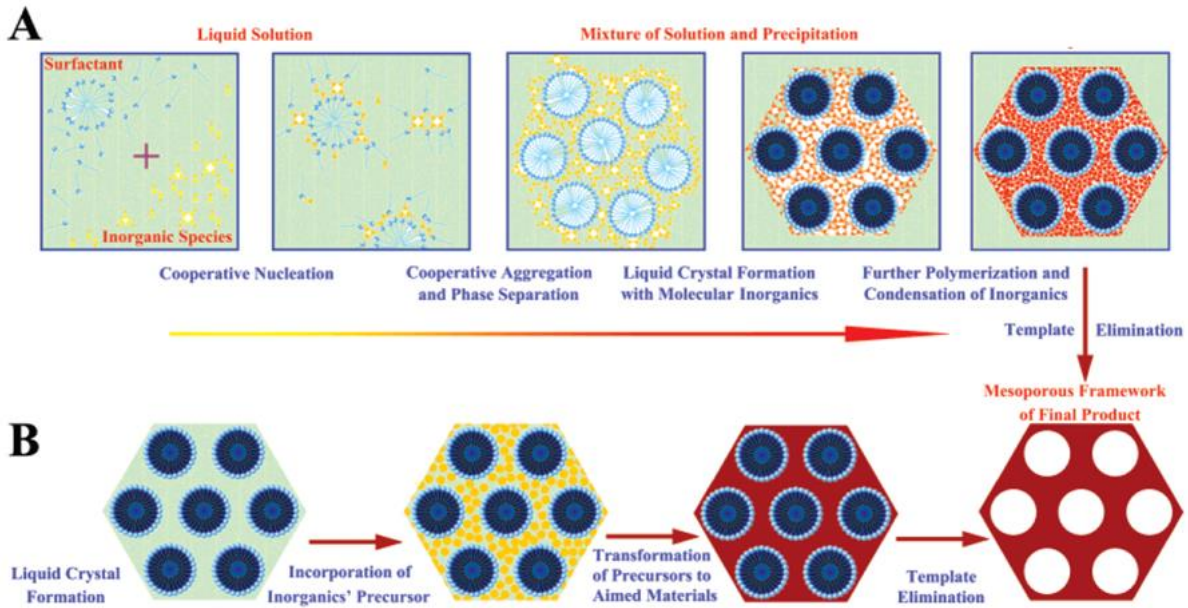 A
Liquid Solution
Mixture of Solution and Precipitation
Surfactant
Inorganic Species
Cooperative Nucleation
Cooperative Aggregation
and Phase Separation
Liquid Crystal Formation
with Molecular Inorganics
Further Polymerization and
Condensation of Inorganics
Template Elimination
Mesoporous Framework
of Final Product
B
Liquid Crystal
Formation
Incorporation of
Inorganics' Precursor
Transformation
of Precursors to
Aimed Materials
Template
Elimination